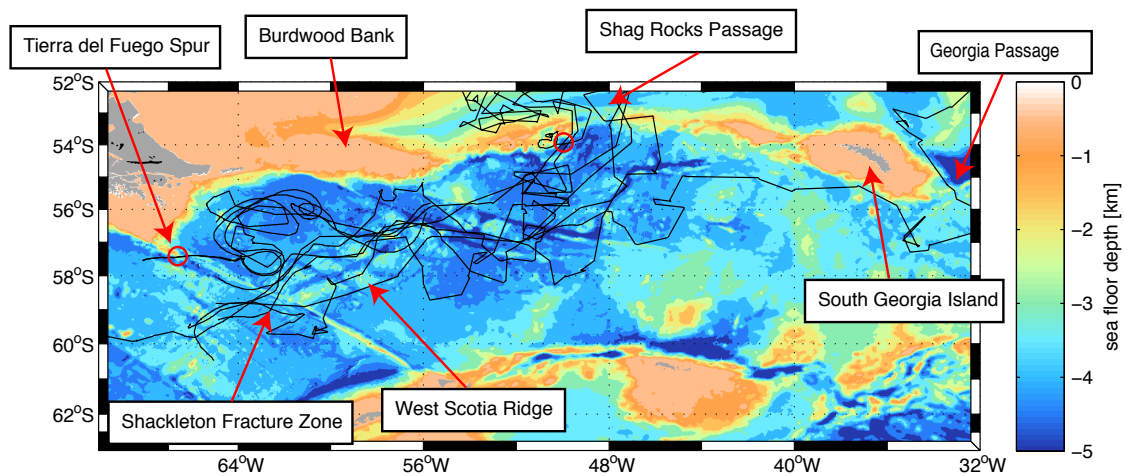 Tierra del Fuego Spur
Burdwood Bank
Shag Rocks Passage
Georgia Passage
52°S
54°S
56°S
58°S
60°S
62°S
South Georgia Island
West Scotia Ridge
Shackleton Fracture Zone
64°W
56°W
48°W
40°W
32°W
0
−1
−2
−3
−4
−5
sea floor depth [km]